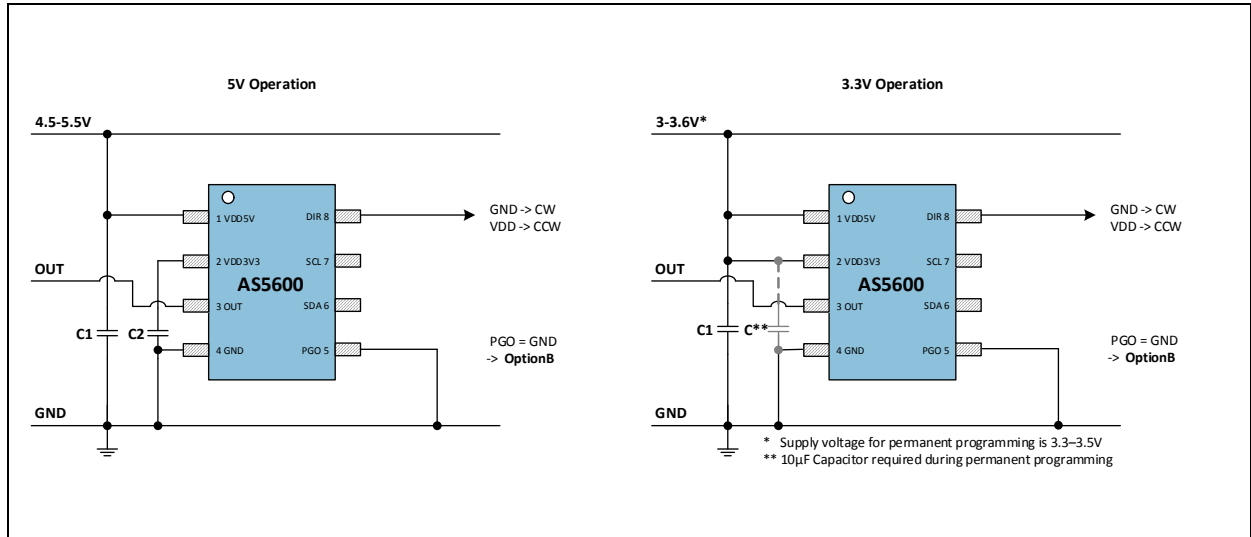 5V Operation
4.5-5.5V
1 VDD5V
DIR 8
GND -> CW
VDD -> CCW
2 VDD3V3
SCL 7
OUT
AS5600
3 OUT
SDA 6
C1
C2
4 GND
PGO 5
PGO = GND
-> OptionB
GND
3.3V Operation
3-3.6V*
1 VDD5V
DIR 8
GND -> CW
VDD -> CCW
2 VDD3V3
SCL 7
OUT
AS5600
3 OUT
SDA 6
C1
C**
4 GND
PGO 5
PGO = GND
-> OptionB
GND
* Supply voltage for permanent programming is 3.3–3.5V
** 10µF Capacitor required during permanent programming